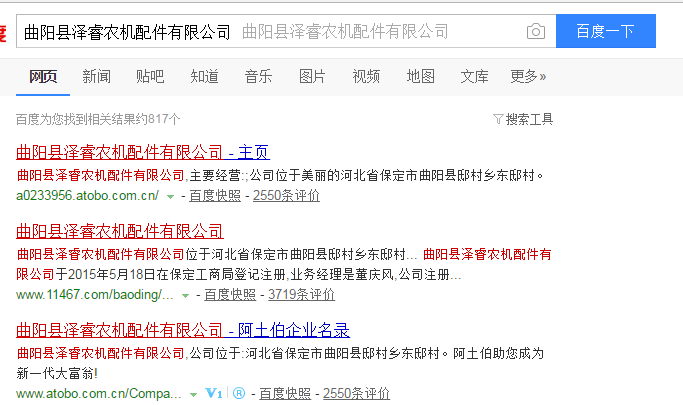 曲阳县泽睿农机配件有限公司 曲阳县泽睿农机配件有限公司 百度一下
网页 新闻 贴吧 知道 音乐 图片 视频 地图 文库 更多»
百度为您找到相关结果约817个 搜索工具
曲阳县泽睿农机配件有限公司 - 主页
曲阳县泽睿农机配件有限公司,主要经营:;公司位于美丽的河北省保定市曲阳县邸村乡东邸村。
a0233956.atobo.com.cn/ - 百度快照 - 2550条评价
曲阳县泽睿农机配件有限公司
曲阳县泽睿农机配件有限公司位于河北省保定市曲阳县邸村乡东邸村... 曲阳县泽睿农机配件有
限公司于2015年5月18日在保定工商局登记注册,业务经理是董庆风,公司注册...
www.11467.com/baoding/... - 百度快照 - 3719条评价
曲阳县泽睿农机配件有限公司 - 阿土伯企业名录
曲阳县泽睿农机配件有限公司,公司位于:河北省保定市曲阳县邸村乡东邸村。阿土伯助您成为
新一代大富翁!
www.atobo.com.cn/Compa... V1 ® - 百度快照 - 2550条评价